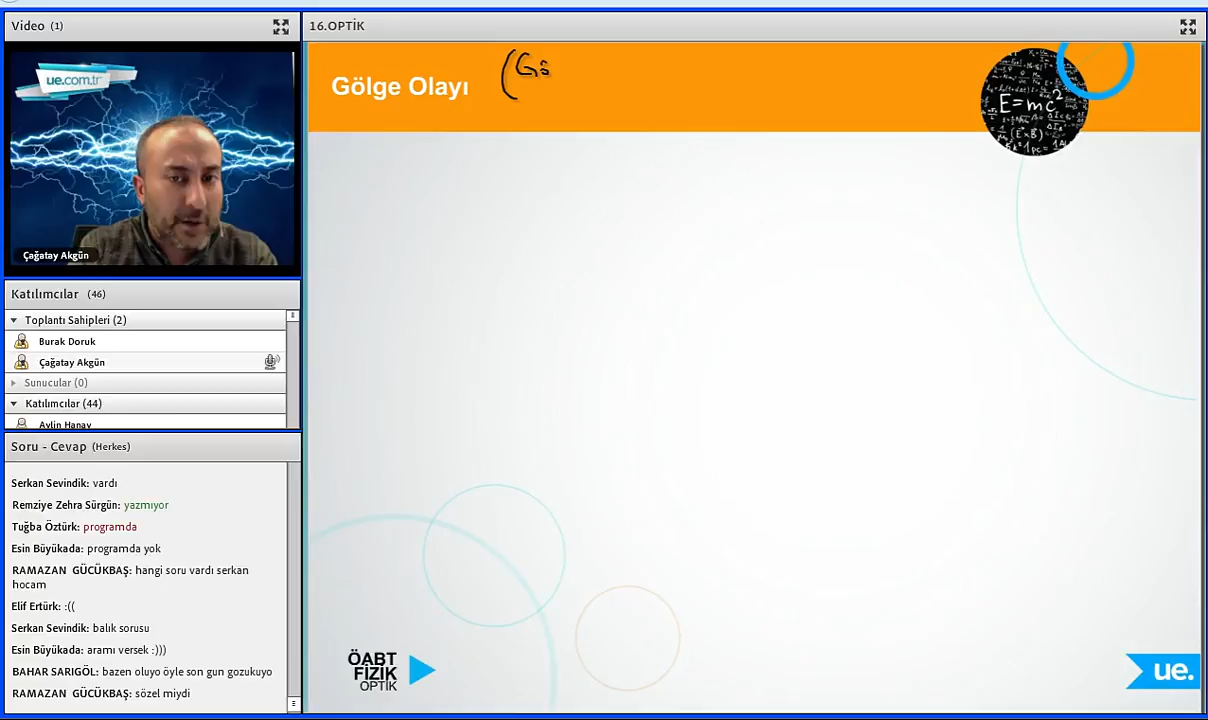 Video (1)
ue.com.tr
Çağatay Akgün
Katılımcılar (46)
Toplantı Sahipleri (2)
Burak Doruk
Çağatay Akgün
Sunucular (0)
Katılımcılar (44)
Aylin Hanay
Soru - Cevap (Herkes)
Serkan Sevindik: vardı
Remziye Zehra Sürgün: yazmıyor
Tuğba Öztürk: programda
Esin Büyükada: programda yok
RAMAZAN GÜCÜKBAŞ: hangi soru vardı serkan
hocam
Elif Ertürk: :((
Serkan Sevindik: balık sorusu
Esin Büyükada: aramı versek :)))
BAHAR SARIGÖL: bazen oluyo öyle son gun gozukuyo
RAMAZAN GÜCÜKBAŞ: sözel miydi
16.OPTİK
Gölge Olayı (Gö
E=mc²
ÖABT
FİZİK
OPTİK
ue.